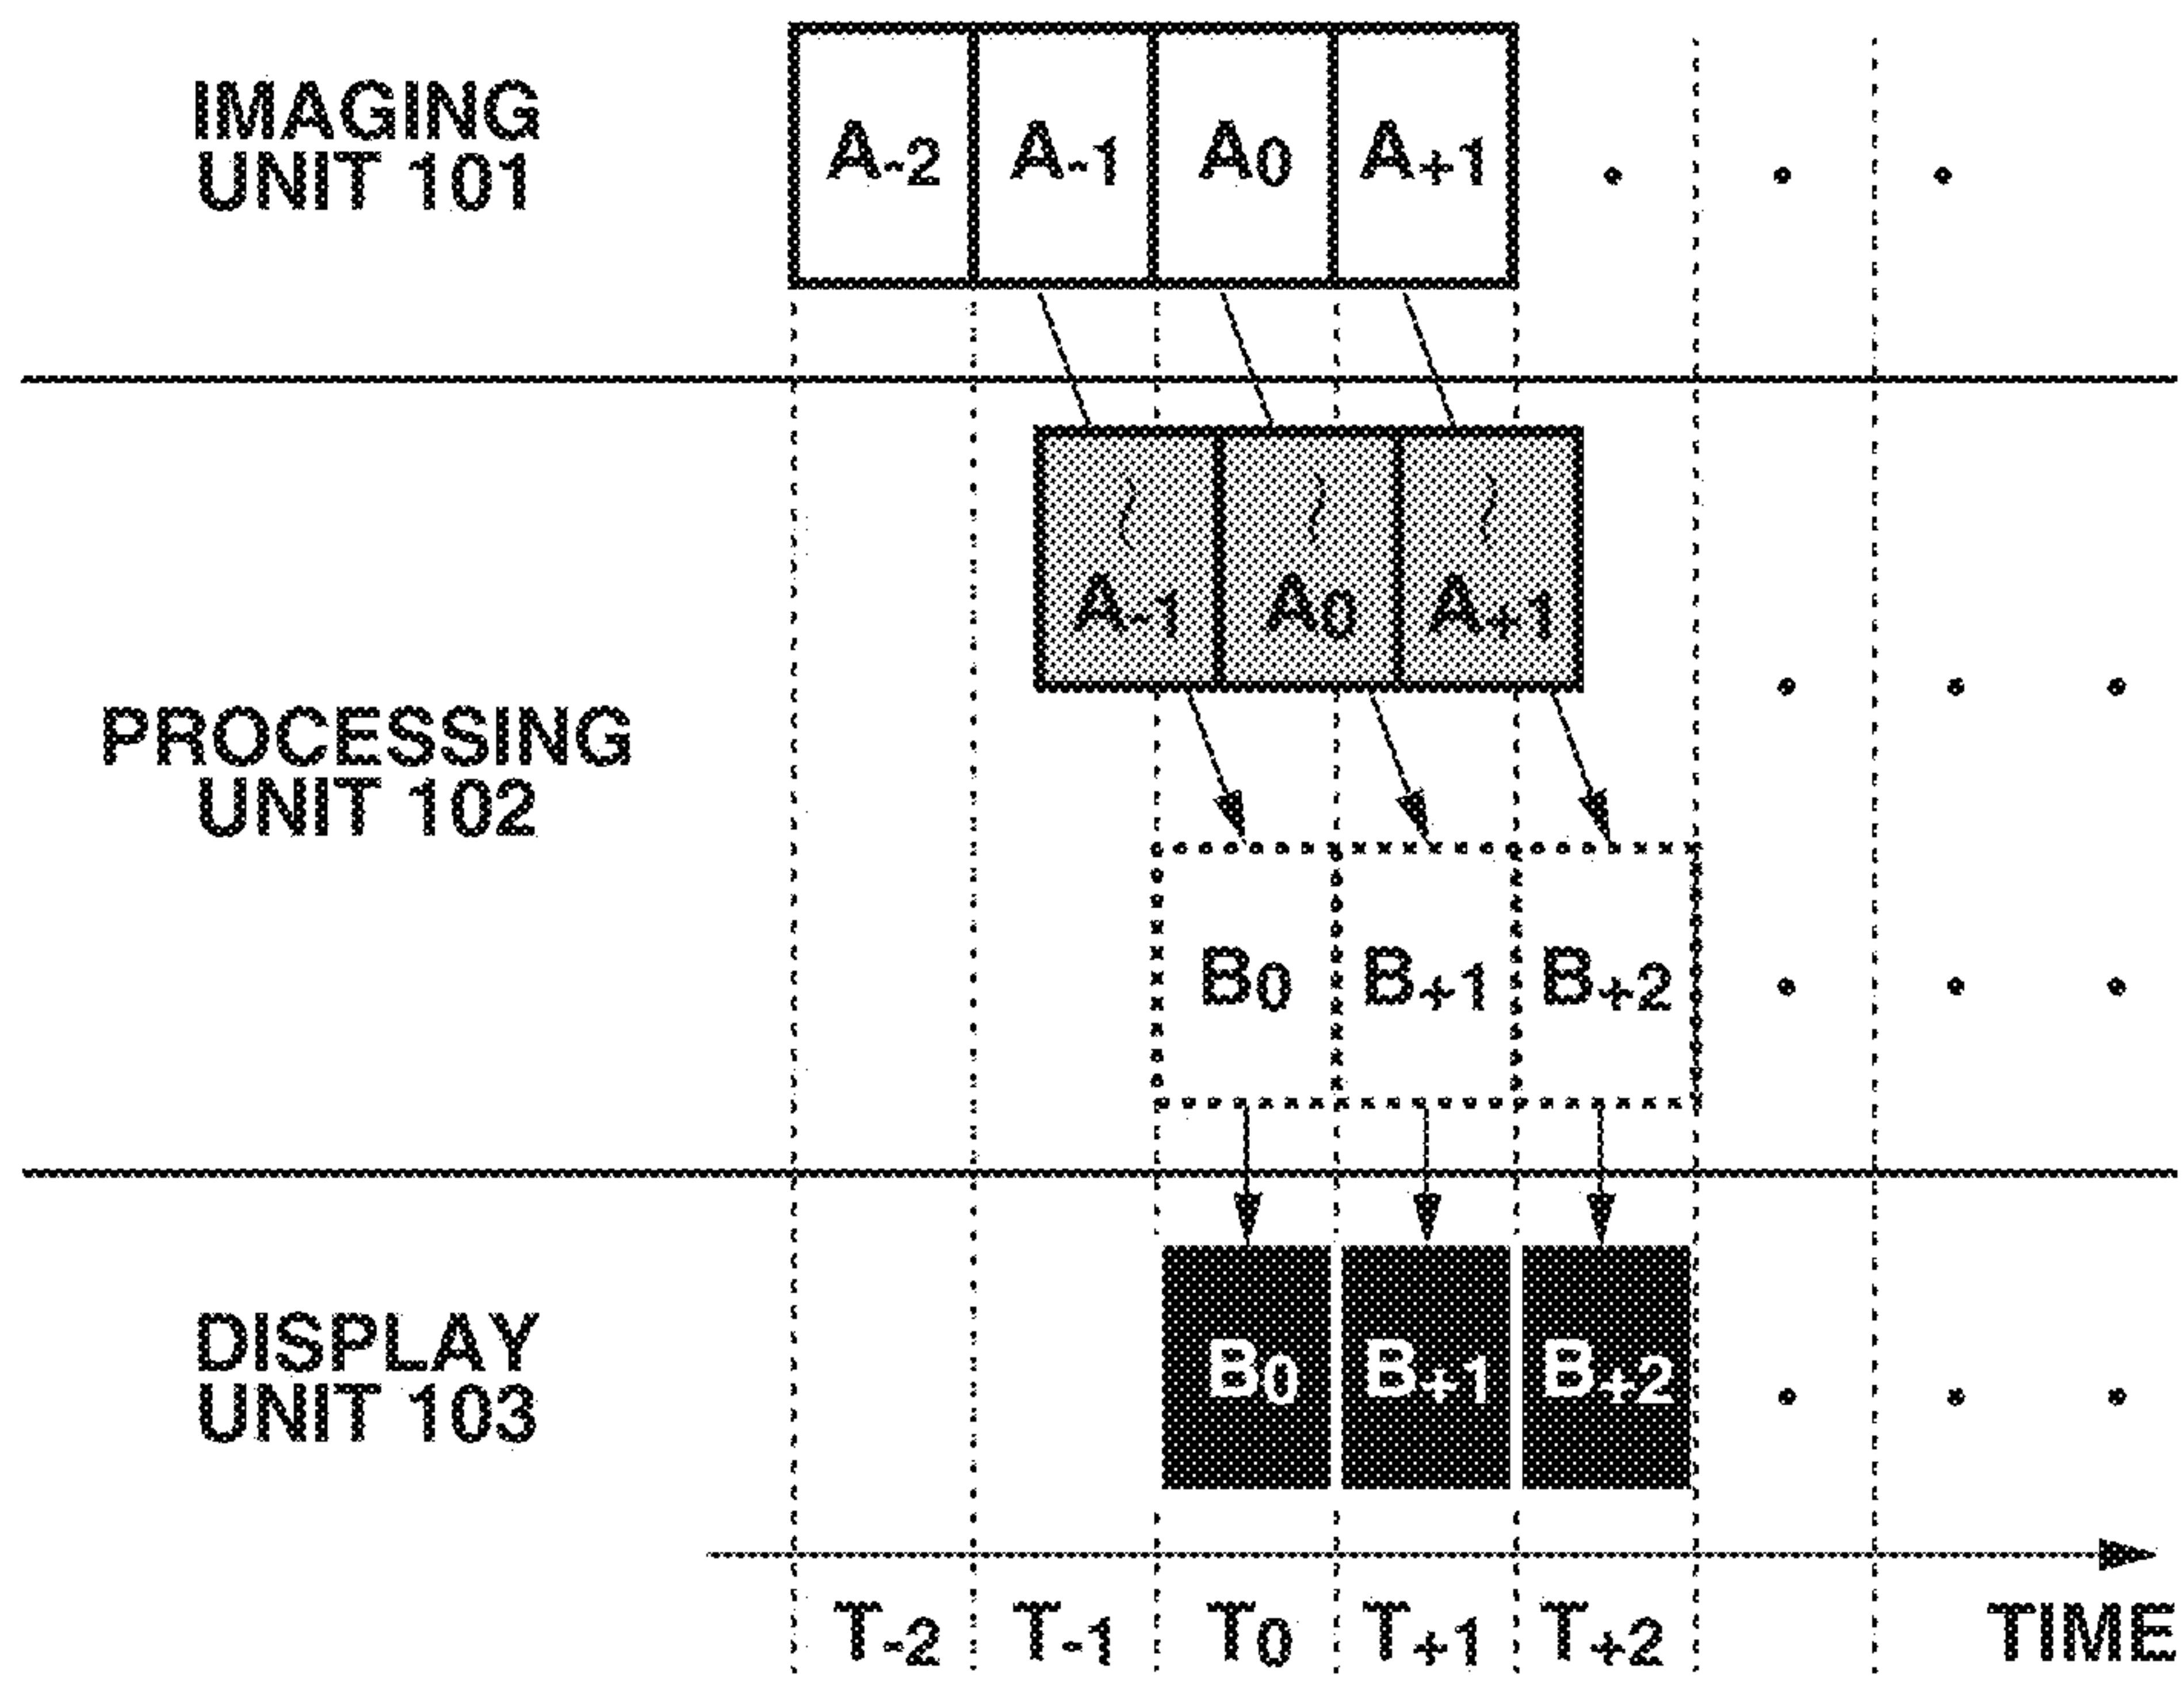 IMAGING
UNIT 101
A-2 A-1 A0 A+1
PROCESSING
UNIT 102
~ ~ ~
A-1 A0 A+1
B0 B+1 B+2
DISPLAY
UNIT 103
B0 B+1 B+2
T-2 T-1 T0 T+1 T+2 TIME